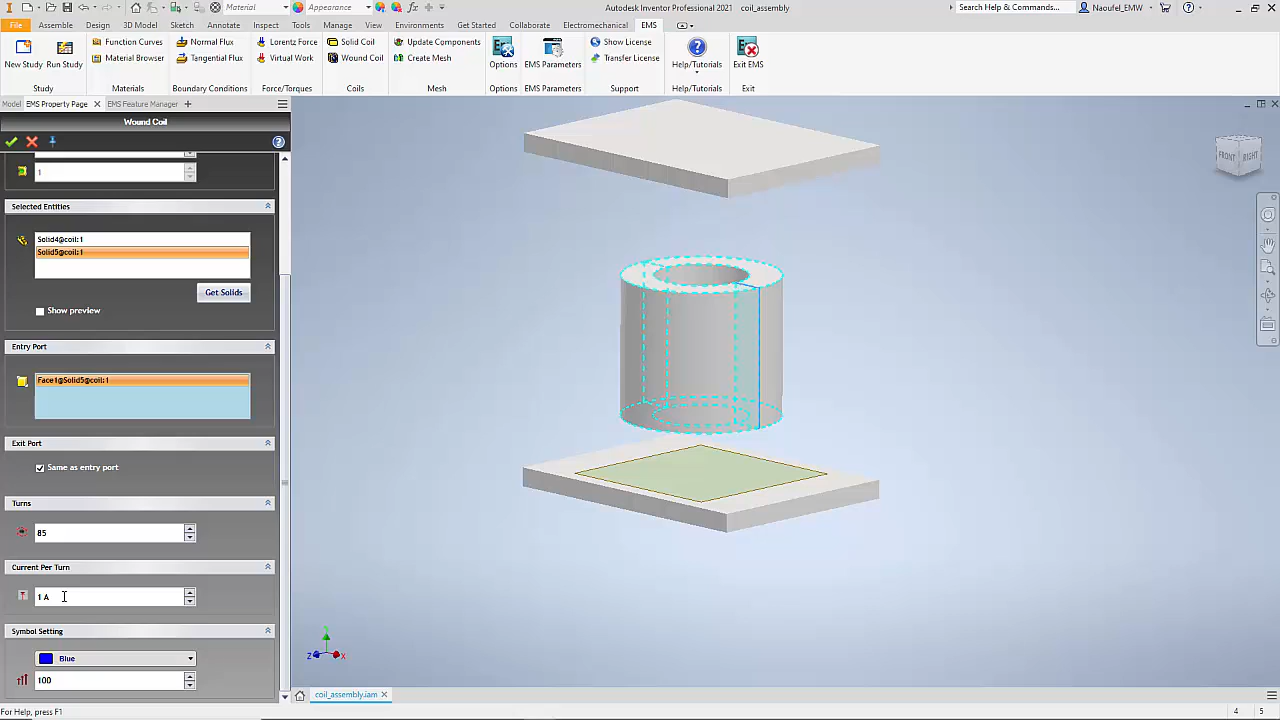 Material
Appearance
Autodesk Inventor Professional 2021 coil_assembly
Search Help & Commands...
Naoufel_EMW
File Assemble Design 3D Model Sketch Annotate Inspect Tools Manage View Environments Get Started Collaborate Electromechanical EMS
Function Curves
Normal Flux
Lorentz Force
Solid Coil
Update Components
Show License
Material Browser
Tangential Flux
Virtual Work
Wound Coil
Create Mesh
Transfer License
New Study Run Study
Options EMS Parameters
Help/Tutorials Exit EMS
Study Materials Boundary Conditions Force/Torques Coils Mesh Options EMS Parameters Support Help/Tutorials Exit
Model EMS Property Page EMS Feature Manager
Wound Coil
1
Selected Entities
Solid4@coil:1
Solid5@coil:1
Get Solids
Show preview
Entry Port
Face1@Solid5@coil:1
Exit Port
Same as entry port
Turns
85
Current Per Turn
1 A
Symbol Setting
Blue
100
FRONT RIGHT
Y
Z X
coil_assembly.iam
For Help, press F1
4 5